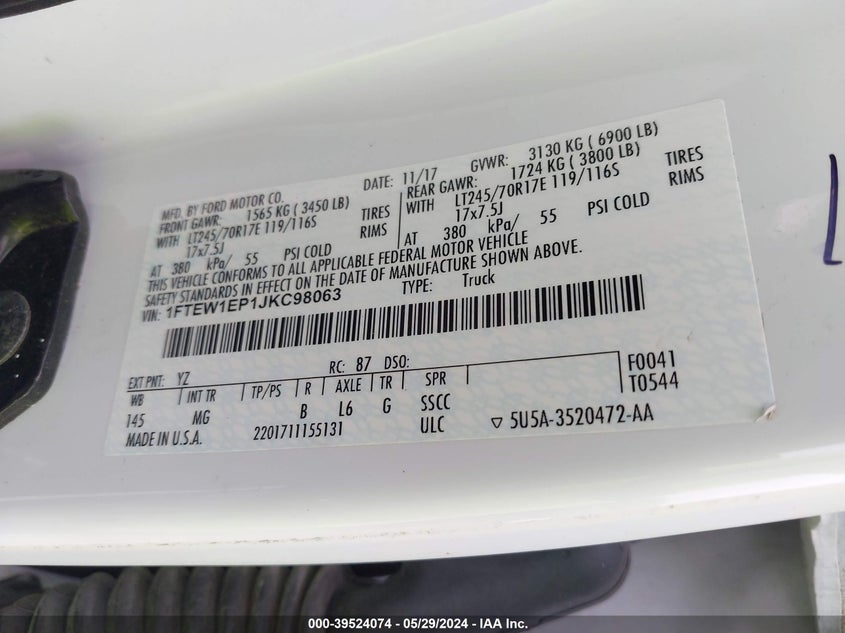 MFD. BY FORD MOTOR CO.
DATE: 11/17
GVWR: 3130 KG ( 6900 LB)
FRONT GAWR: 1565 KG ( 3450 LB)
REAR GAWR: 1724 KG ( 3800 LB)
WITH LT245/70R17E 119/116S TIRES
WITH LT245/70R17E 119/116S TIRES
17x7.5J RIMS
17x7.5J RIMS
AT 380 kPa/ 55 PSI COLD
AT 380 kPa/ 55 PSI COLD
THIS VEHICLE CONFORMS TO ALL APPLICABLE FEDERAL MOTOR VEHICLE
SAFETY STANDARDS IN EFFECT ON THE DATE OF MANUFACTURE SHOWN ABOVE.
VIN: 1FTEW1EP1JKC98063
TYPE: Truck
EXT PNT: YZ RC: 87 DSO: F0041
WB INT TR TP/PS R AXLE TR SPR T0544
145 MG B L6 G SSCC
MADE IN U.S.A. 2201711155131 ULC ▽ 5U5A-3520472-AA
000-39524074 - 05/29/2024 - IAA Inc.